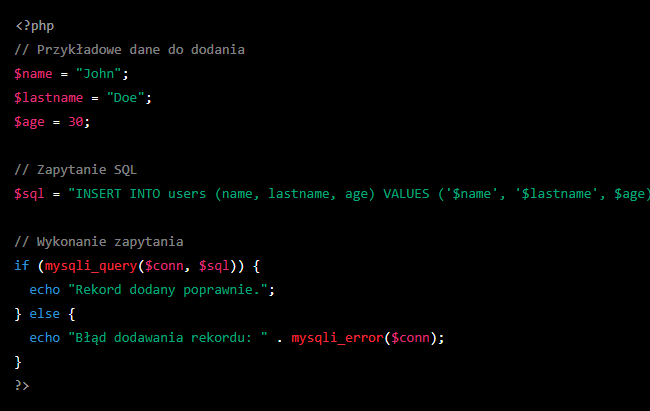 <?php
// Przykładowe dane do dodania
$name = "John";
$lastname = "Doe";
$age = 30;
// Zapytanie SQL
$sql = "INSERT INTO users (name, lastname, age) VALUES ('$name', '$lastname', $age)
// Wykonanie zapytania
if (mysqli_query($conn, $sql)) {
echo "Rekord dodany poprawnie.";
} else {
echo "Błąd dodawania rekordu: " . mysqli_error($conn);
}
?>